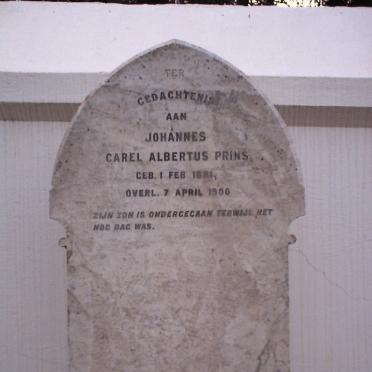 TER
GEDACHTENIS
AAN
JOHANNES
CAREL ALBERTUS PRINS,
GEB. 1 FEB 1881,
OVERL. 7 APRIL 1900
ZIJN ZON IS ONDERGEGAAN TERWIJL HET
NOG DAG WAS.